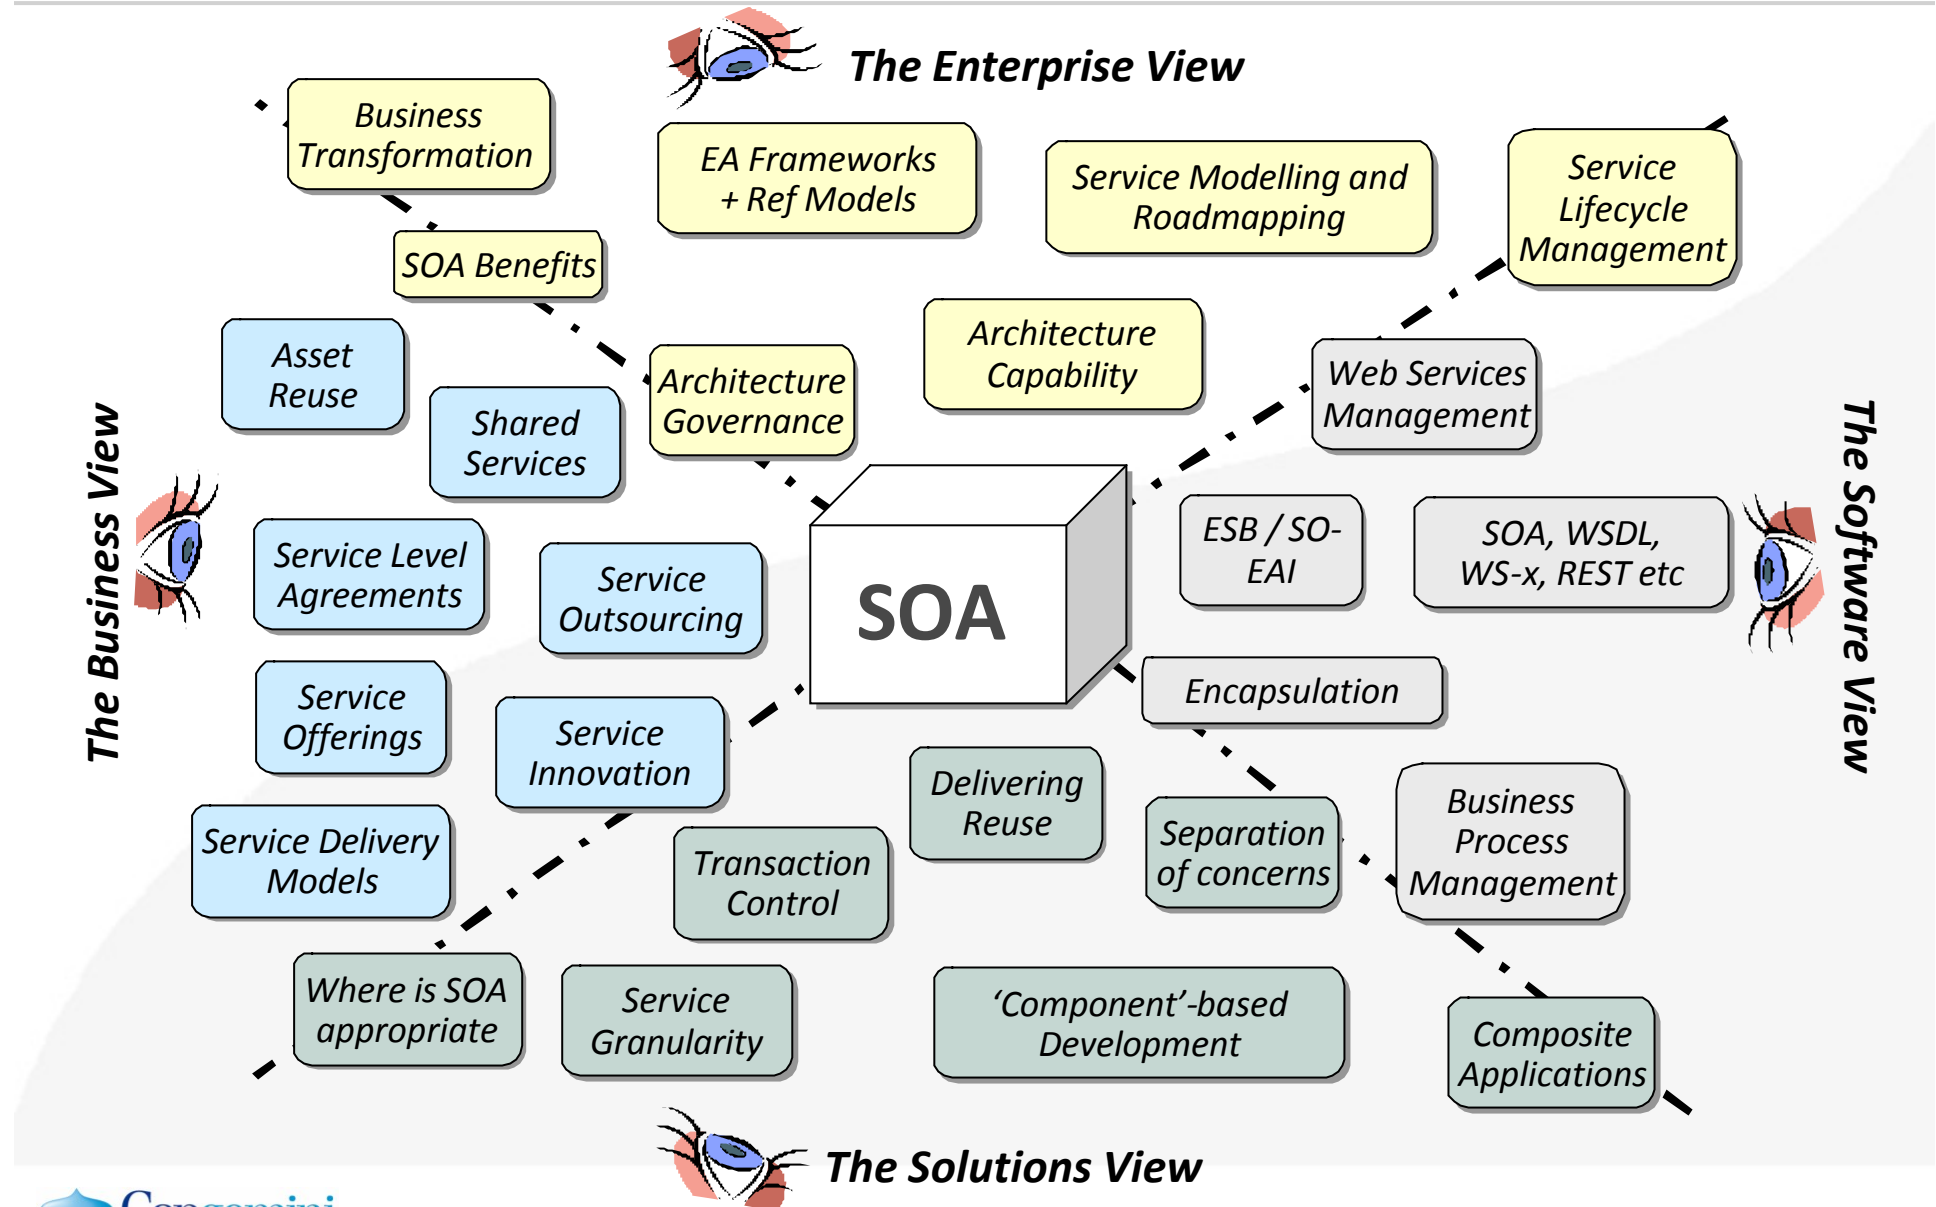 The Enterprise View
Business
Transformation
EA Frameworks
+ Ref Models
Service Modelling and
Roadmapping
Service
Lifecycle
Management
SOA Benefits
Architecture
Capability
Asset
Reuse
Shared
Services
Architecture
Governance
Web Services
Management
The Business View
Service Level
Agreements
Service
Outsourcing
SOA
ESB / SO-
EAI
SOA, WSDL,
WS-x, REST etc
The Software View
Service
Offerings
Service
Innovation
Encapsulation
Service Delivery
Models
Transaction
Control
Delivering
Reuse
Separation
of concerns
Business
Process
Management
Where is SOA
appropriate
Service
Granularity
‘Component’-based
Development
Composite
Applications
The Solutions View
Capgemini